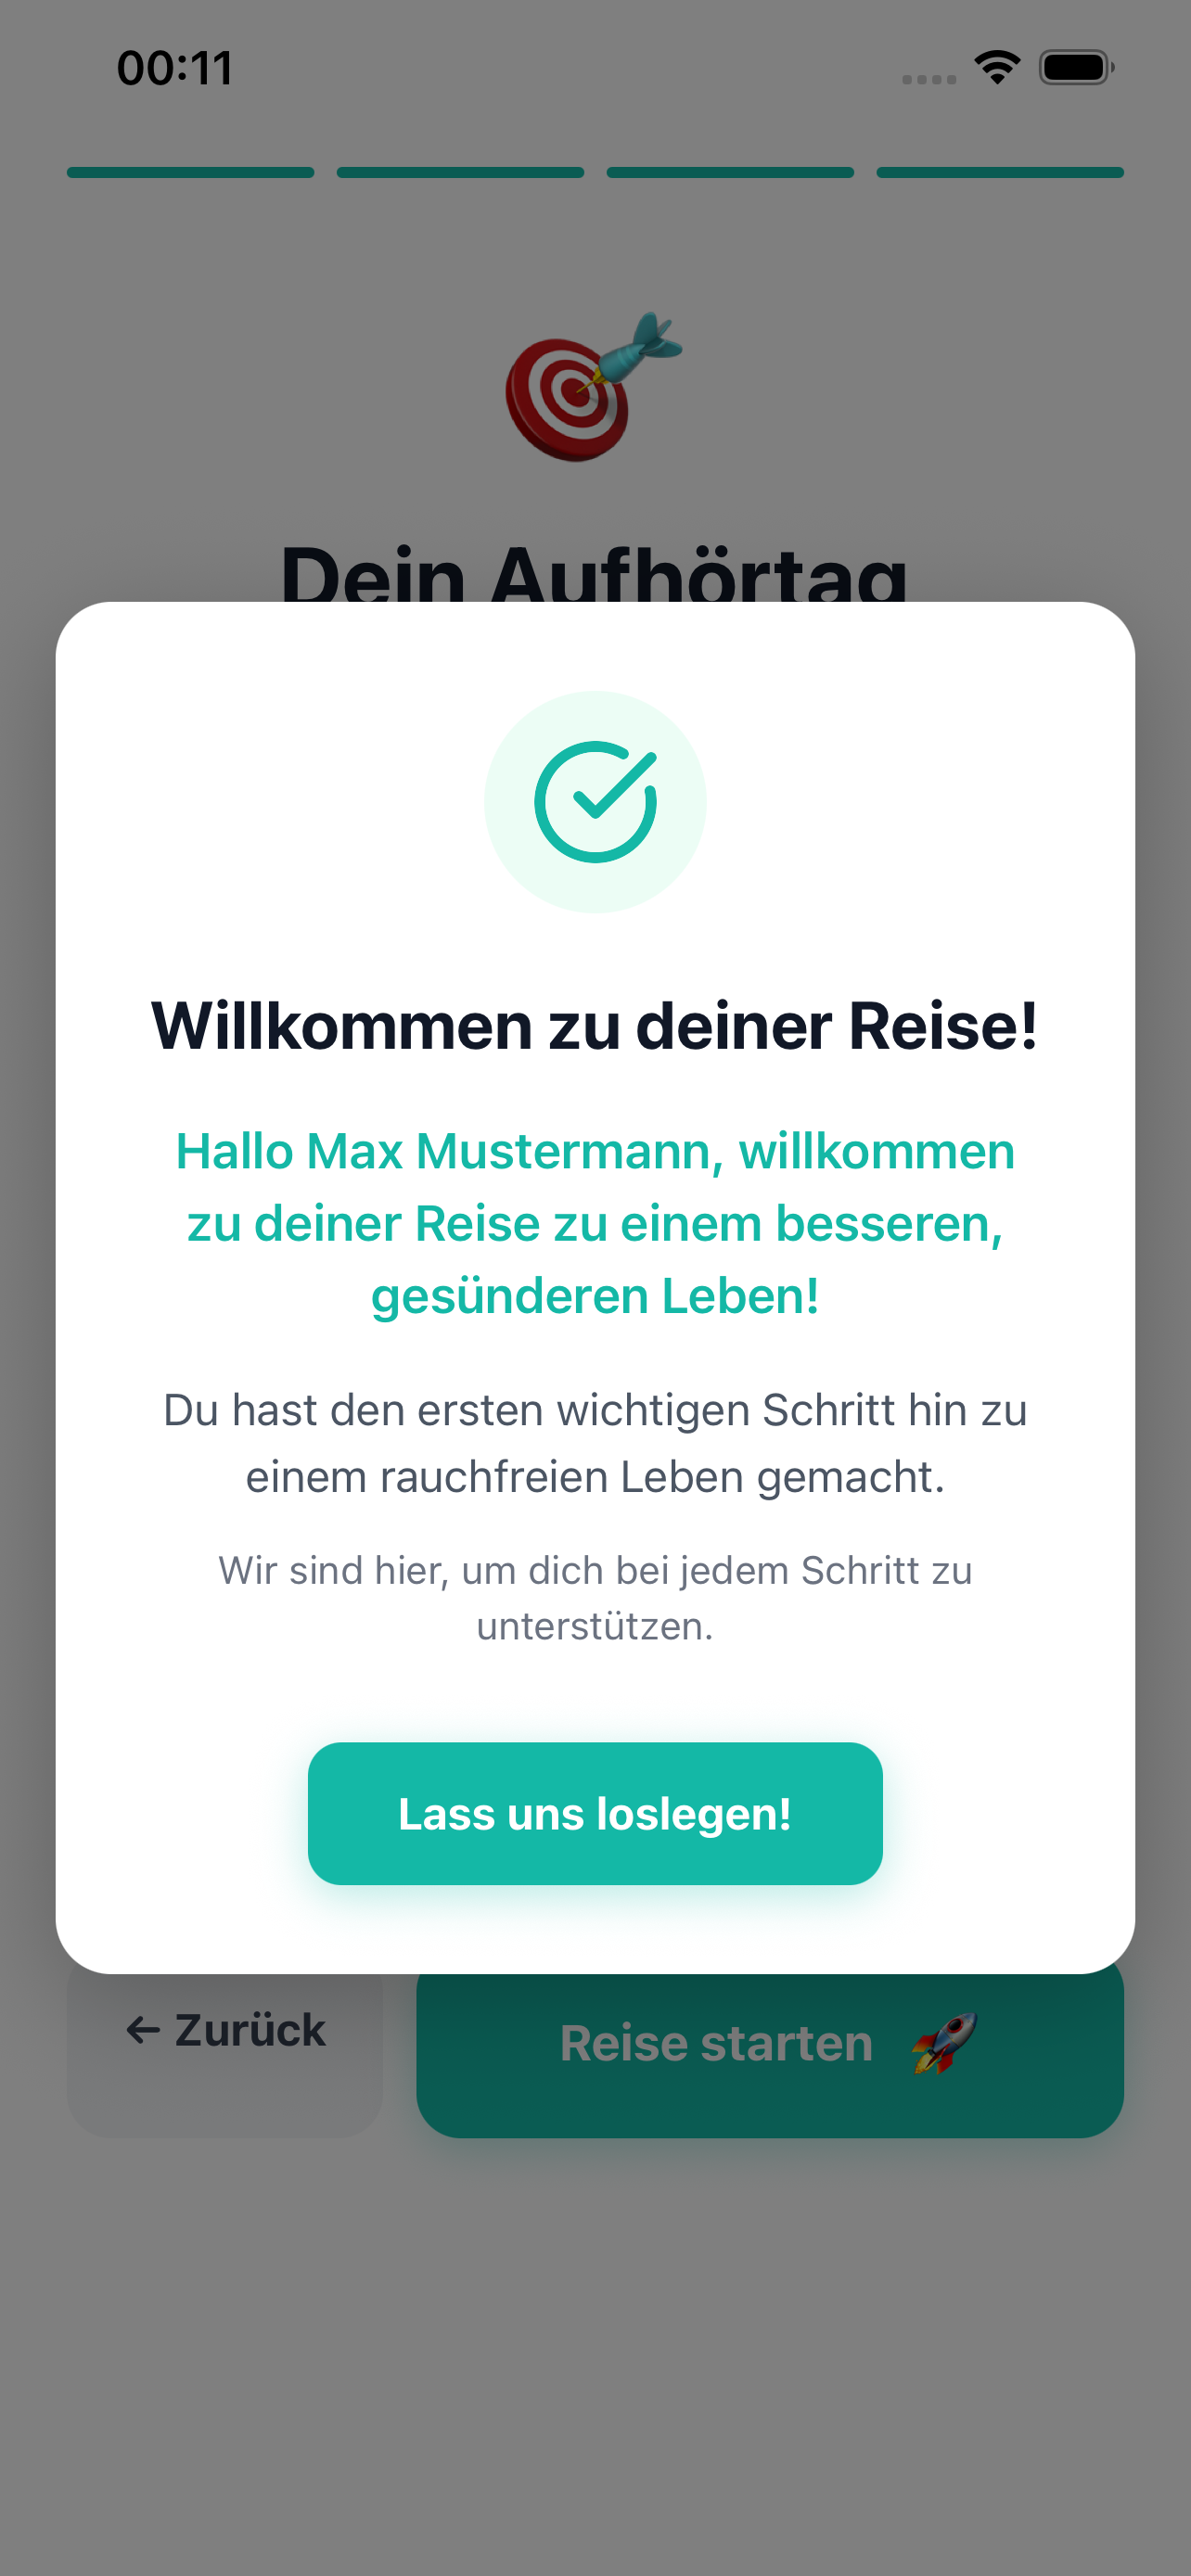 00:11
Dein Aufhörtag
Willkommen zu deiner Reise!
Hallo Max Mustermann, willkommen
zu deiner Reise zu einem besseren,
gesünderen Leben!
Du hast den ersten wichtigen Schritt hin zu
einem rauchfreien Leben gemacht.
Wir sind hier, um dich bei jedem Schritt zu
unterstützen.
Lass uns loslegen!
← Zurück
Reise starten 🚀